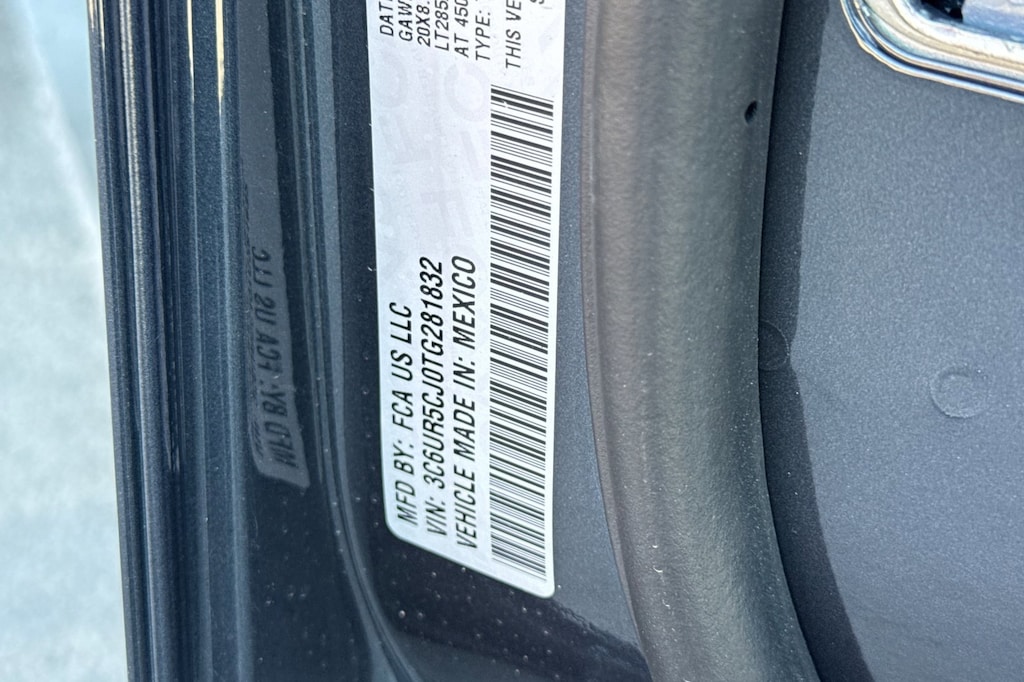 DAT
GAW
20X8.
LT285
AT 450
TYPE:
THIS VE
MFD BY: FCA US LLC
VIN: 3C6UR5CJ0TG281832
VEHICLE MADE IN: MEXICO